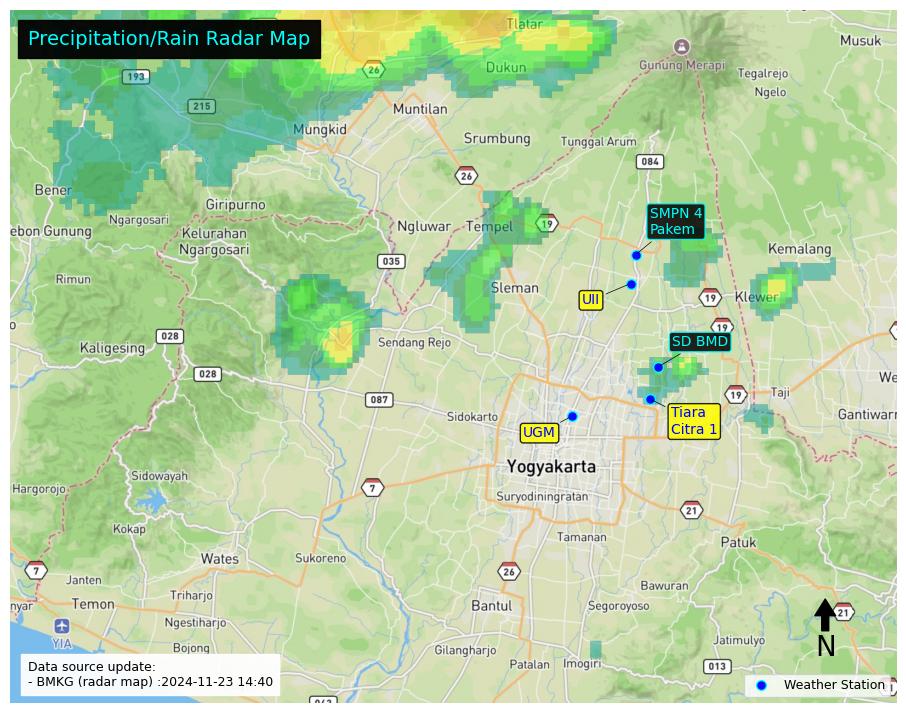 Precipitation/Rain Radar Map
Tlatar
Musuk
26
193
Dukun
Gunung Merapi
Tegalrejo
Ngelo
215
Muntilan
Mungkid
Srumbung
Tunggal Arum
084
26
Bener
Giripurno
Ngargosari
SMPN 4
Pakem
ebon Gunung
Kelurahan
Ngargosari
Ngluwar
Tempel
19
Kemalang
035
Rimun
Sleman
UII
19
Klewer
19
028
Kaligesing
Sendang Rejo
SD BMD
028
087
19
Taji
We
Sidokarto
UGM
Tiara
Citra 1
Gantiwarn
Yogyakarta
Sidowayah
Hargorojo
7
Suryodiningratan
21
Kokap
Tamanan
Patuk
Wates
Sukoreno
7
Janten
26
Bawuran
nyar
Temon
Triharjo
Bantul
Segoroyoso
21
Ngestiharjo
YIA
N
Bojong
Gilangharjo
Jatimulyo
Patalan
Imogiri
013
Data source update:
- BMKG (radar map) :2024-11-23 14:40
Weather Station